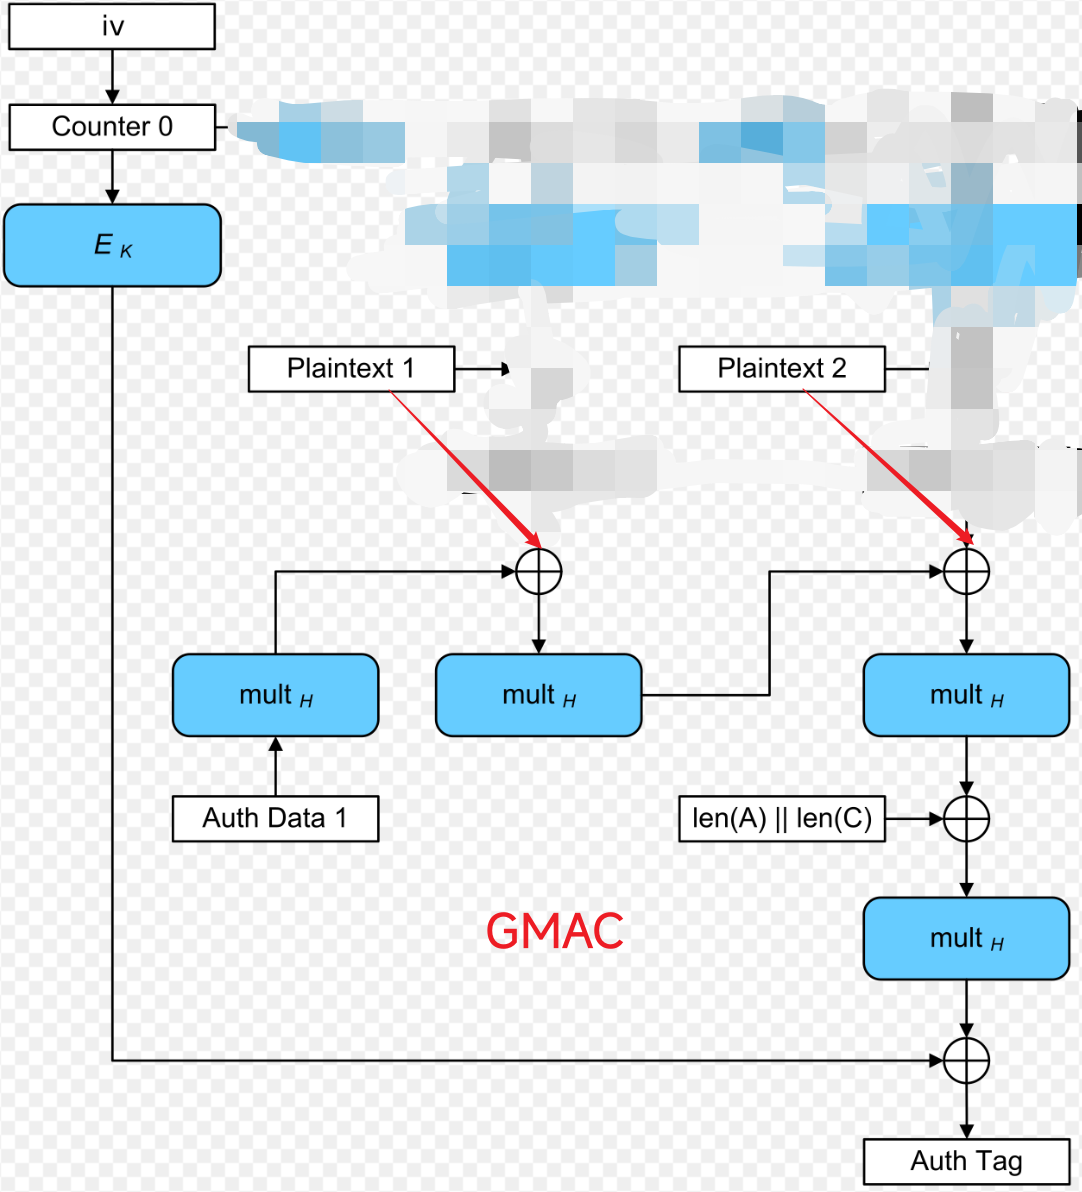 iv
Counter 0
E K
Plaintext 1
Plaintext 2
mult H
mult H
mult H
Auth Data 1
len(A) || len(C)
GMAC
mult H
Auth Tag